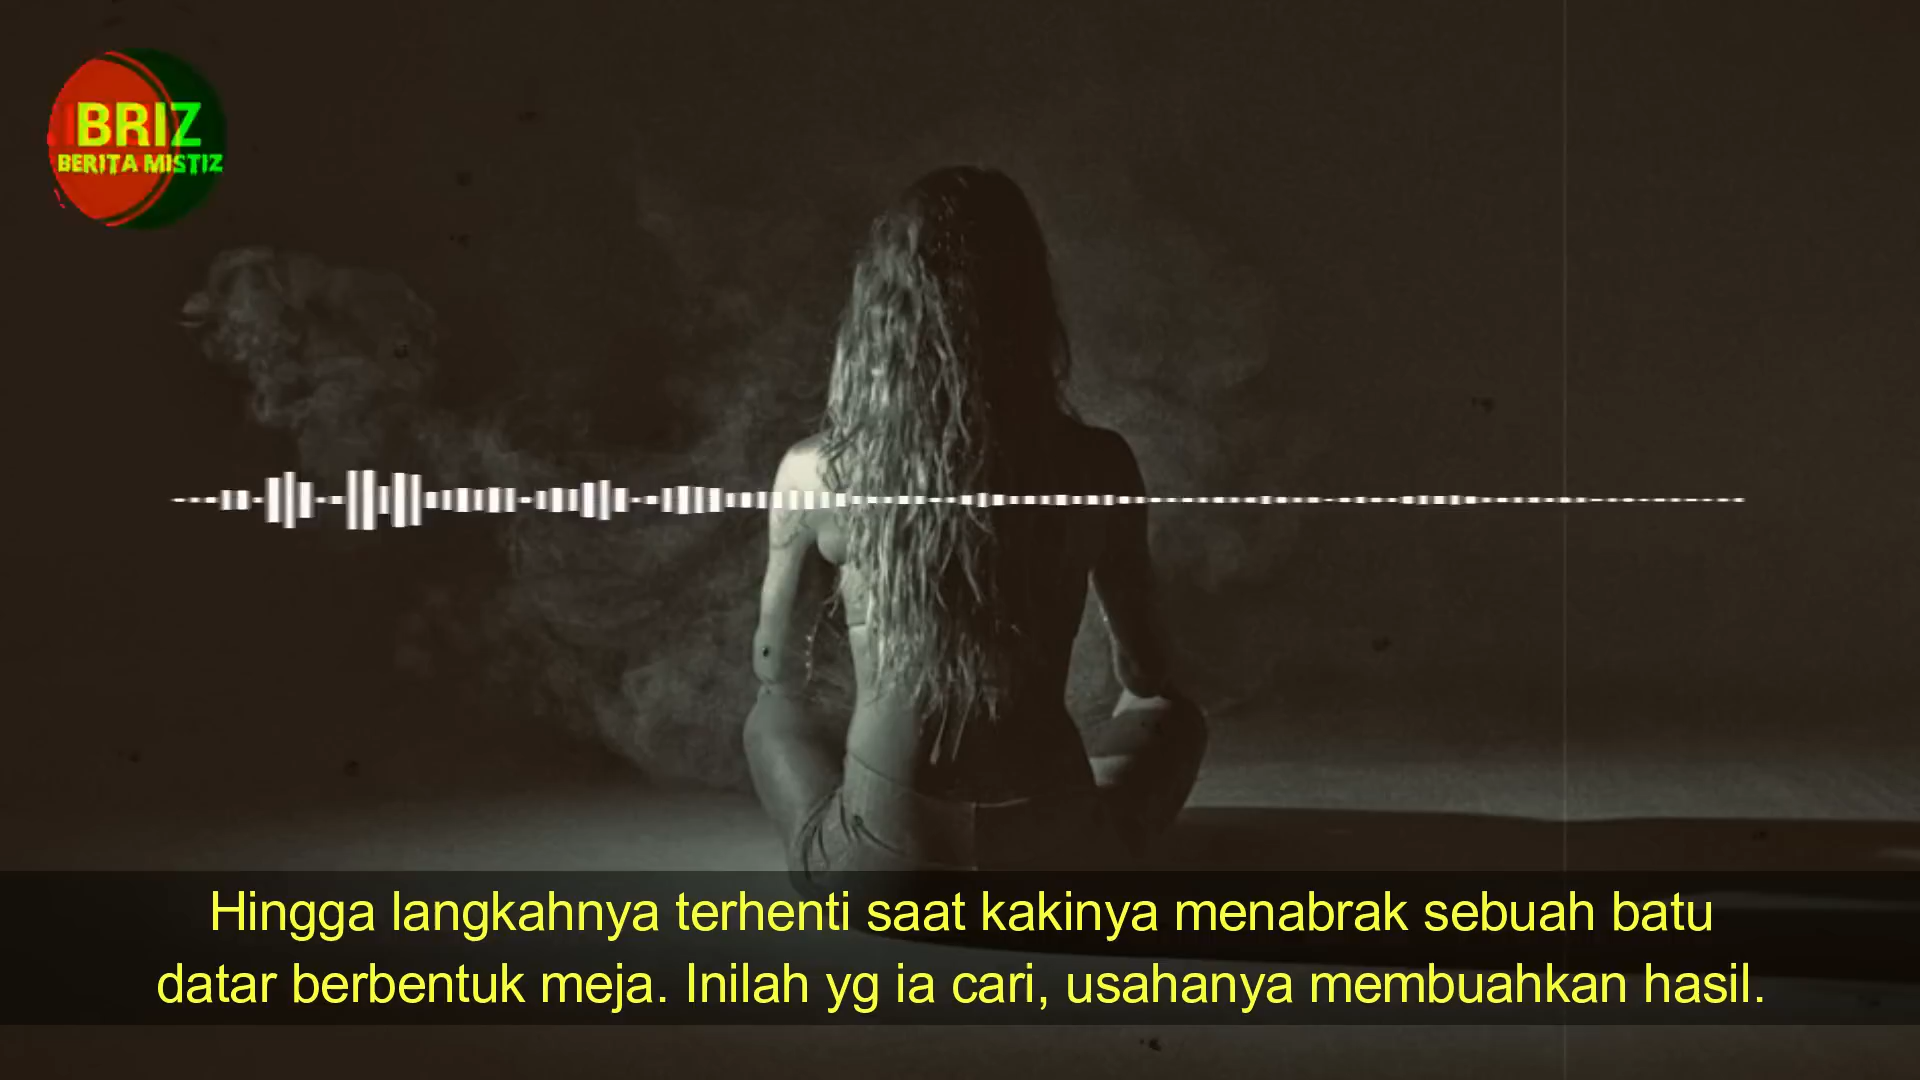 BRIZ
BERITA MISTIZ
Hingga langkahnya terhenti saat kakinya menabrak sebuah batu
datar berbentuk meja. Inilah yg ia cari, usahanya membuahkan hasil.